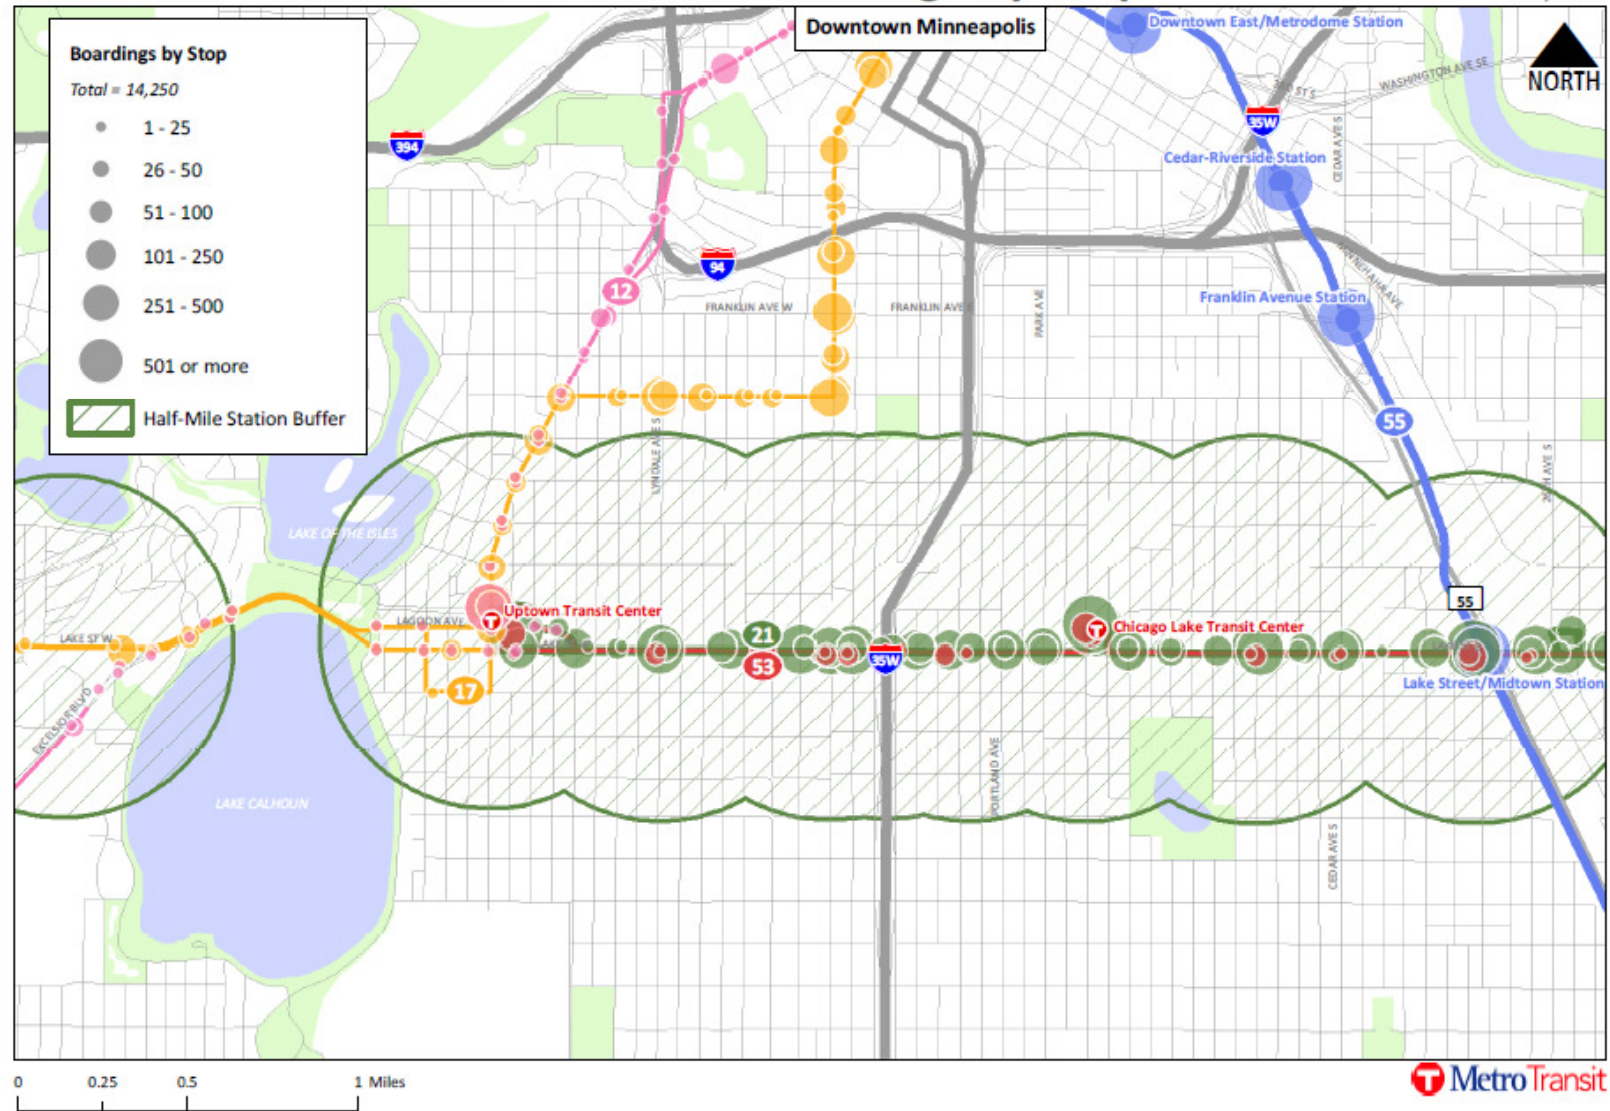 Downtown Minneapolis
Downtown East/Metrodome Station
Boardings by Stop
Total = 14,250
1 - 25
26 - 50
51 - 100
101 - 250
251 - 500
501 or more
Half-Mile Station Buffer
NORTH
WASHINGTON AVE SE
3RD ST S
35W
394
CEDAR AVE S
Cedar-Riverside Station
94
12
FRANKLIN AVE W
FRANKLIN AVE E
PARK AVE
Franklin Avenue Station
55
LYNDALE AVE S
LAKE OF THE ISLES
55
Uptown Transit Center
LAGOON AVE
LAKE ST W
21
53
35W
Chicago Lake Transit Center
17
Lake Street/Midtown Station
EXCELSIOR BLVD
PORTLAND AVE
LAKE CALHOUN
CEDAR AVE S
0 0.25 0.5 1 Miles
T MetroTransit